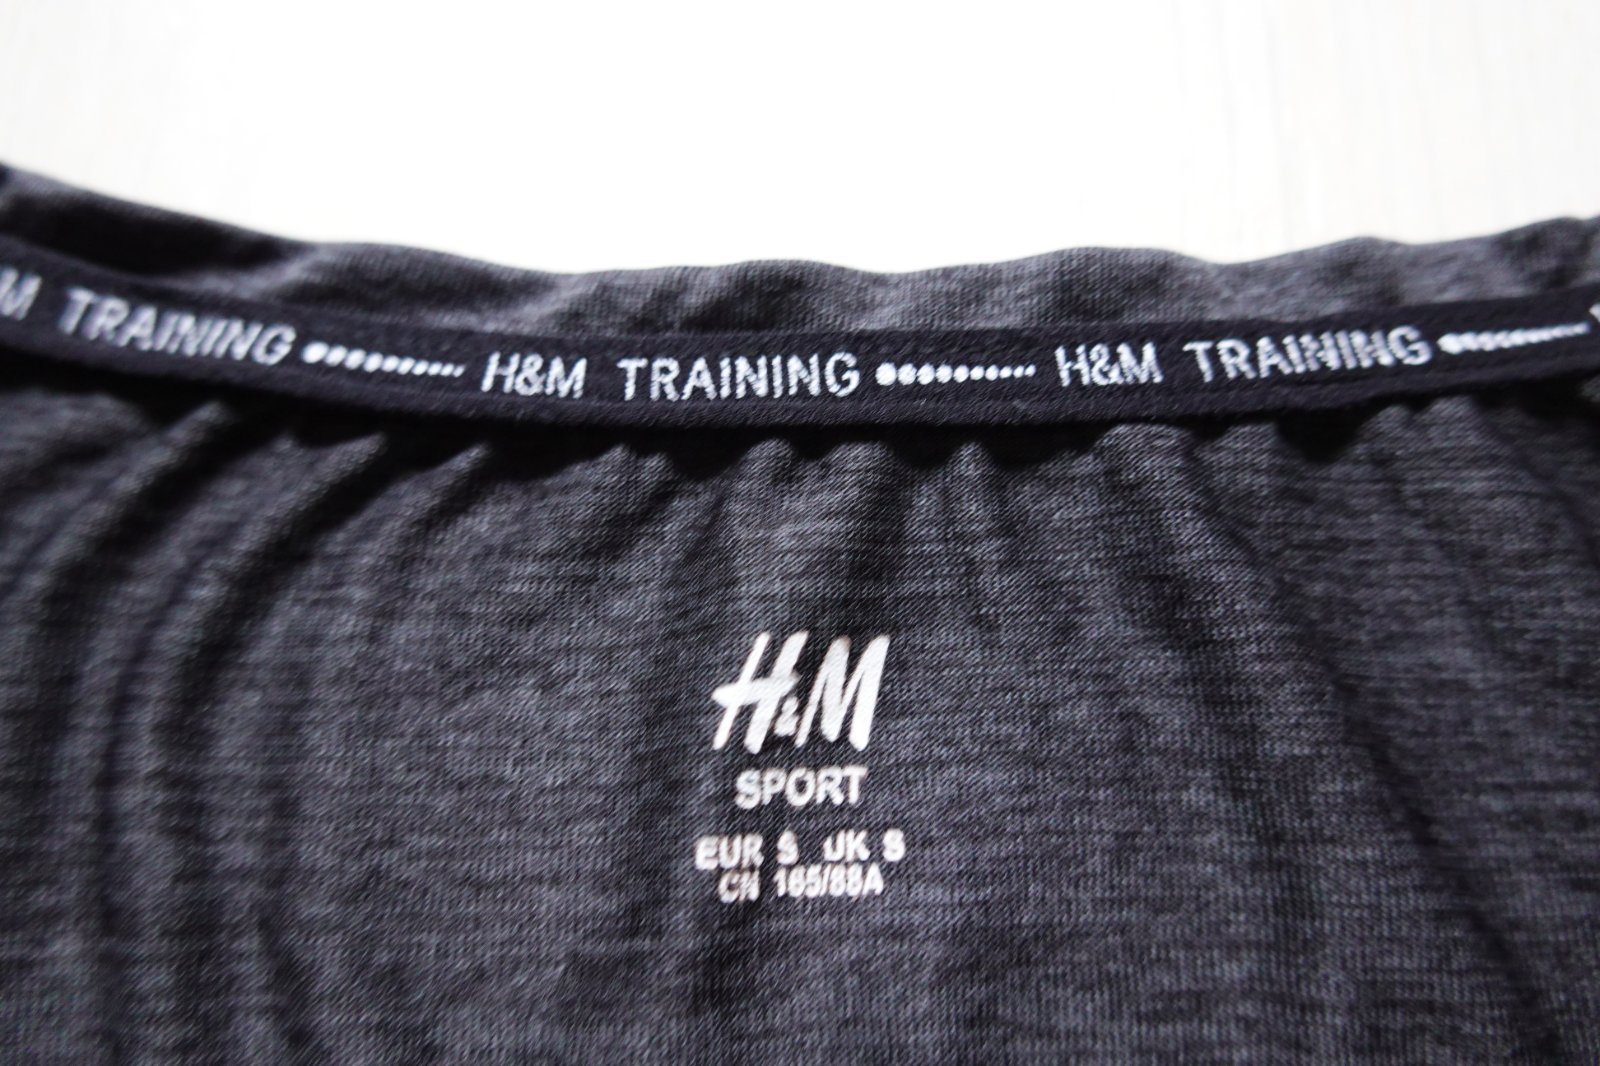 M TRAINING H&M TRAINING H&M TRAINING
H&M
SPORT
EUR S UK S
CN 165/88A